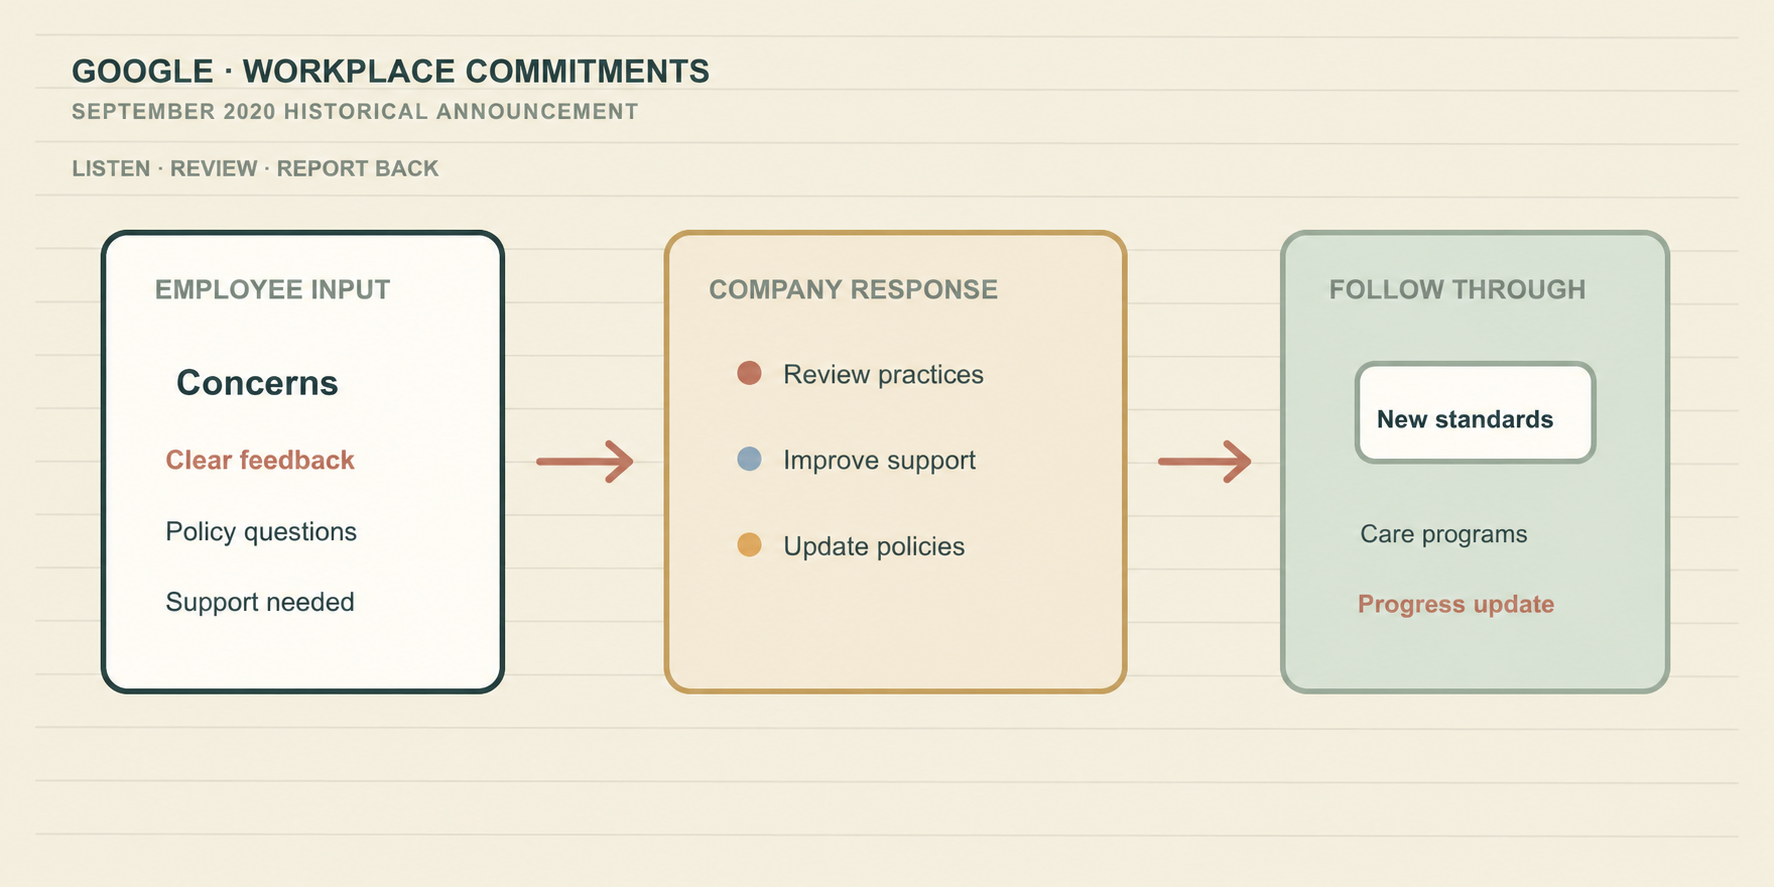 GOOGLE · WORKPLACE COMMITMENTS
SEPTEMBER 2020 HISTORICAL ANNOUNCEMENT
LISTEN · REVIEW · REPORT BACK
EMPLOYEE INPUT
Concerns
Clear feedback
Policy questions
Support needed
COMPANY RESPONSE
Review practices
Improve support
Update policies
FOLLOW THROUGH
New standards
Care programs
Progress update